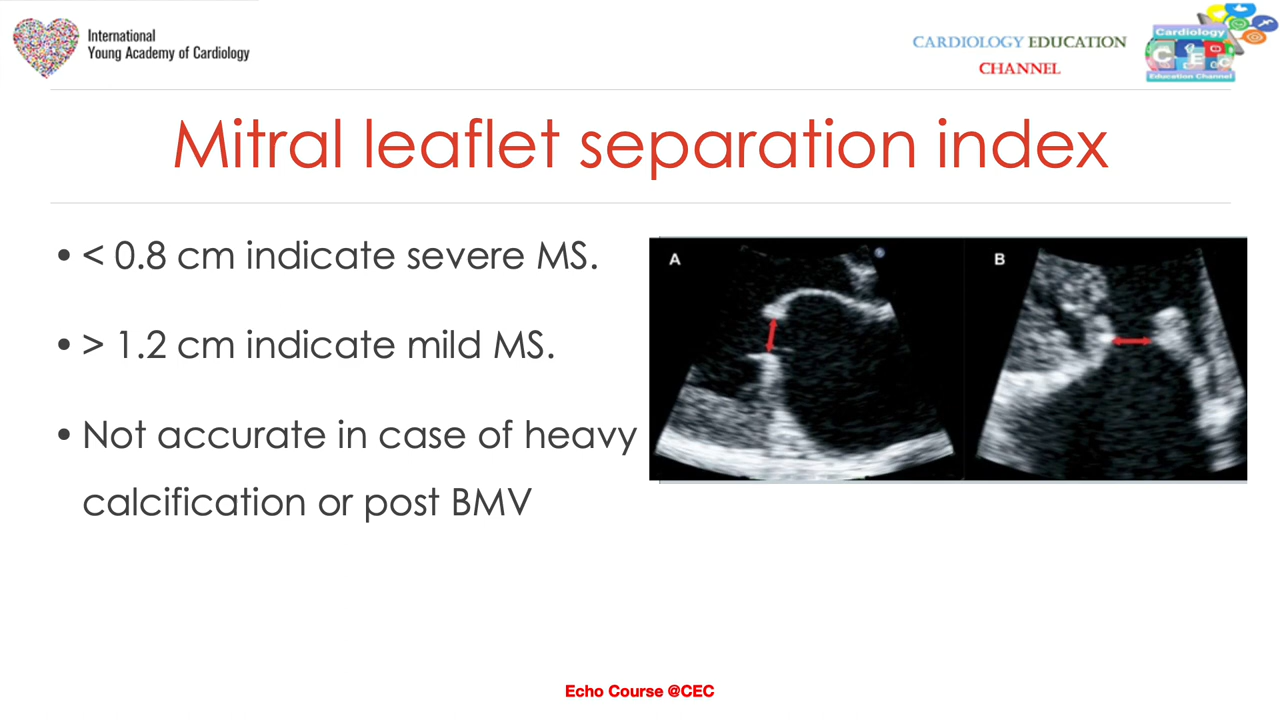 International
Young Academy of Cardiology
CARDIOLOGY EDUCATION
CHANNEL
Cardiology
C E P C
Education Channel
Mitral leaflet separation index
• < 0.8 cm indicate severe MS.
• > 1.2 cm indicate mild MS.
• Not accurate in case of heavy
calcification or post BMV
A
B
Echo Course @CEC